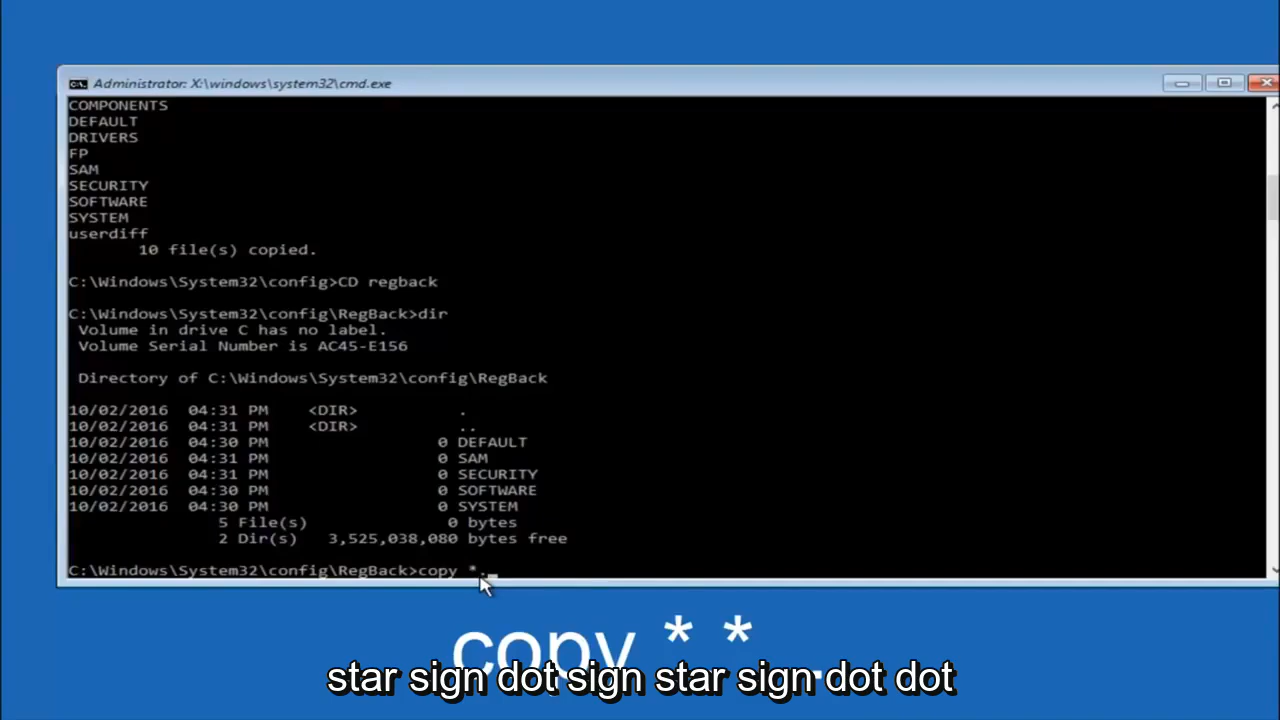 Administrator: X:\windows\system32\cmd.exe
COMPONENTS
DEFAULT
DRIVERS
FP
SAM
SECURITY
SOFTWARE
SYSTEM
userdiff
10 file(s) copied.
C:\Windows\System32\config>CD regback
C:\Windows\System32\config\RegBack>dir
Volume in drive C has no label.
Volume Serial Number is AC45-E156
Directory of C:\Windows\System32\config\RegBack
10/02/2016 04:31 PM <DIR> .
10/02/2016 04:31 PM <DIR> ..
10/02/2016 04:30 PM 0 DEFAULT
10/02/2016 04:31 PM 0 SAM
10/02/2016 04:31 PM 0 SECURITY
10/02/2016 04:30 PM 0 SOFTWARE
10/02/2016 04:30 PM 0 SYSTEM
5 File(s) 0 bytes
2 Dir(s) 3,525,038,080 bytes free
C:\Windows\System32\config\RegBack>copy *._
copy * * .
star sign dot sign star sign dot dot